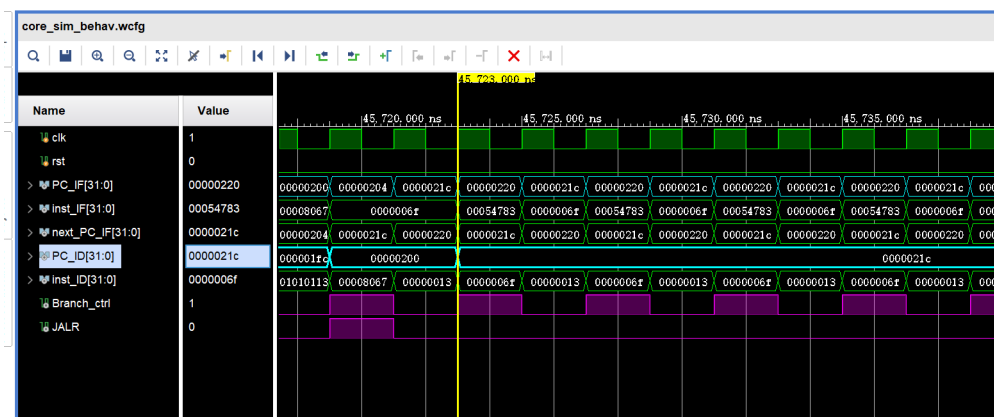 core_sim_behav.wcfg
45.723.000 ns
Name Value
45.720.000 ns 45.725.000 ns 45.730.000 ns 45.735.000 ns
clk 1
rst 0
PC_IF[31:0] 00000220 00000200 00000204 0000021c 00000220 0000021c 00000220 0000021c 00000220 0000021c 00000220 0000021c 00
inst_IF[31:0] 00054783 00008067 0000006f 00054783 0000006f 00054783 0000006f 00054783 0000006f 00054783 0000006f 00
next_PC_IF[31:0] 0000021c 00000204 0000021c 00000220 0000021c 00000220 0000021c 00000220 0000021c 00000220 0000021c 00000220 00
PC_ID[31:0] 0000021c 000001fc 00000200 0000021c
inst_ID[31:0] 0000006f 01010113 00008067 00000013 0000006f 00000013 0000006f 00000013 0000006f 00000013 0000006f 00000013 00
Branch_ctrl 1
JALR 0